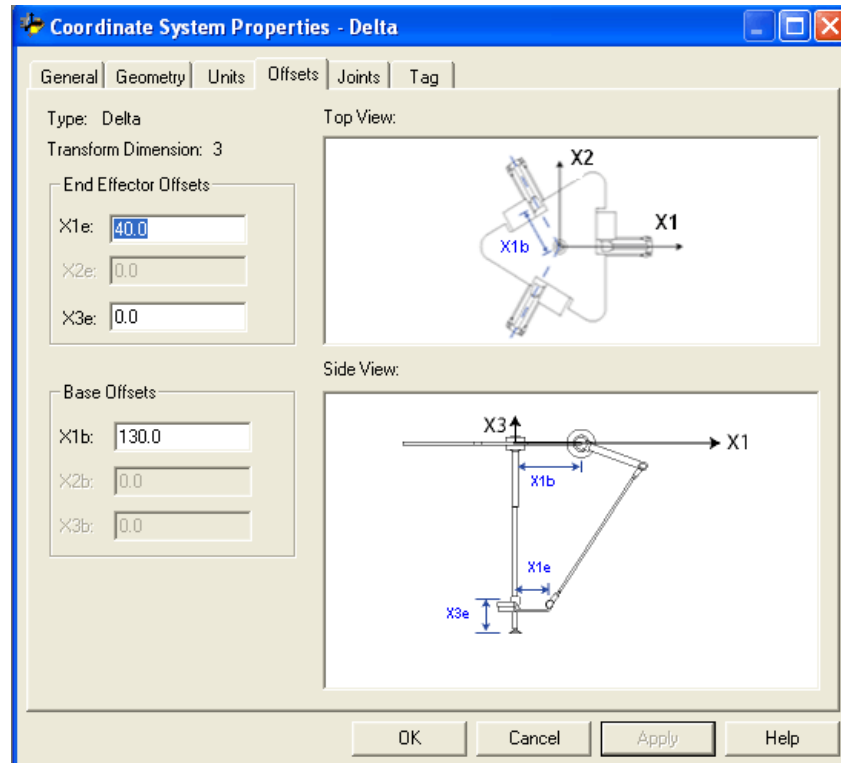 Coordinate System Properties - Delta
General Geometry Units Offsets Joints Tag
Type: Delta
Transform Dimension: 3
End Effector Offsets
X1e: 40.0
X2e: 0.0
X3e: 0.0
Base Offsets
X1b: 130.0
X2b: 0.0
X3b: 0.0
Top View:
X2
X1
X1b
Side View:
X3
X1
X1b
X1e
X3e
OK Cancel Apply Help